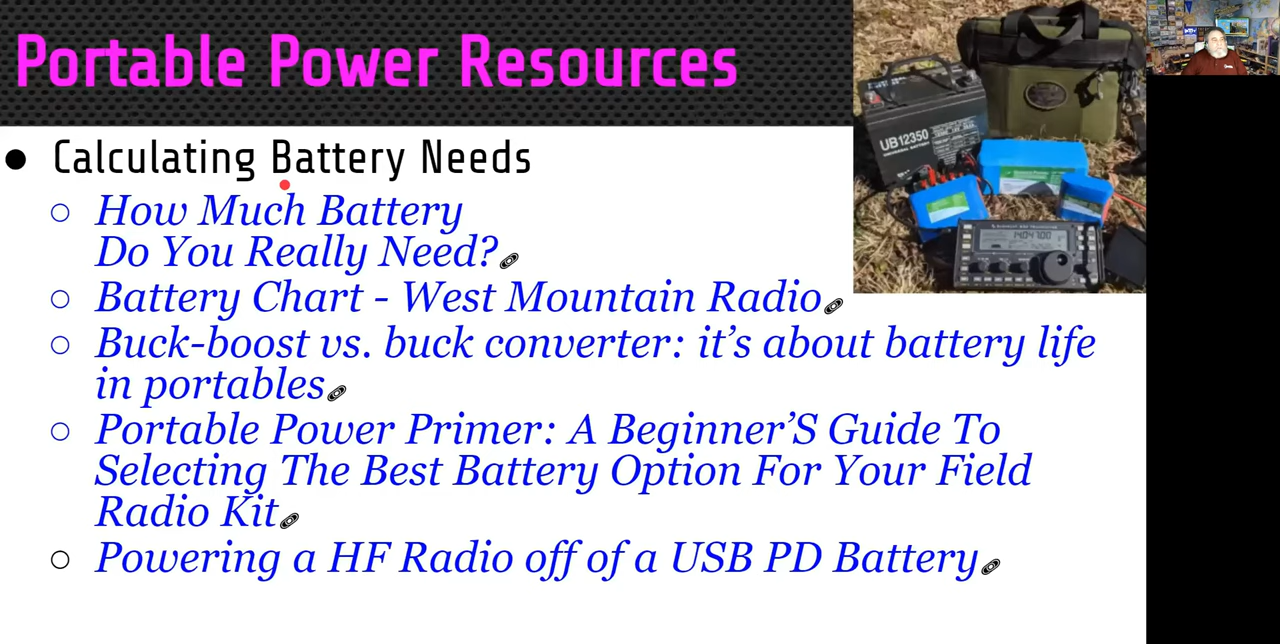 Portable Power Resources
Calculating Battery Needs
How Much Battery
Do You Really Need?
Battery Chart - West Mountain Radio
Buck-boost vs. buck converter: it's about battery life
in portables
Portable Power Primer: A Beginner'S Guide To
Selecting The Best Battery Option For Your Field
Radio Kit
Powering a HF Radio off of a USB PD Battery
UB12350
UNIVERSAL BATTERY